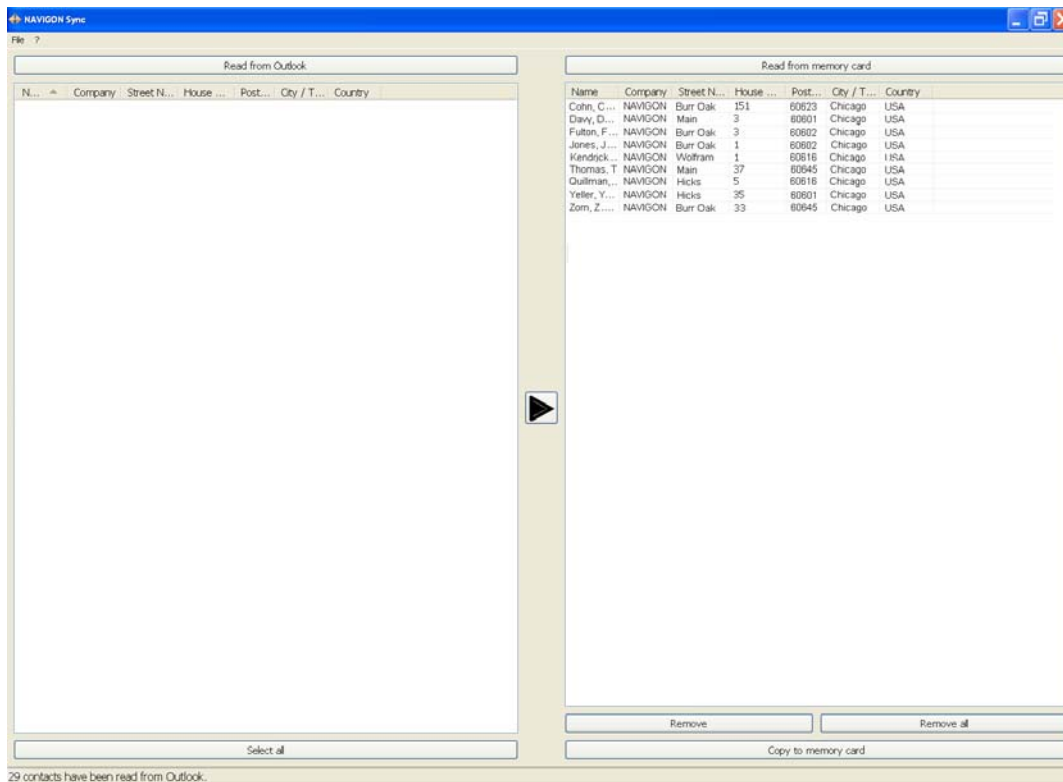 NAVIGON Sync
File ?
Read from Outlook
N... Company Street N... House ... Post... City / T... Country
Select all
Read from memory card
Name Company Street N... House ... Post... City / T... Country
Cohn, C... NAVIGON Burr Oak 151 60623 Chicago USA
Davy, D... NAVIGON Main 3 60601 Chicago USA
Fulton, F... NAVIGON Burr Oak 3 60602 Chicago USA
Jones, J... NAVIGON Burr Oak 1 60602 Chicago USA
Kendrick... NAVIGON Wolfram 1 60616 Chicago USA
Thomas, T NAVIGON Main 37 60645 Chicago USA
Quillman,... NAVIGON Hicks 5 60616 Chicago USA
Yeller, Y... NAVIGON Hicks 35 60601 Chicago USA
Zorn, Z.... NAVIGON Burr Oak 33 60645 Chicago USA
Remove Remove all
Copy to memory card
29 contacts have been read from Outlook.